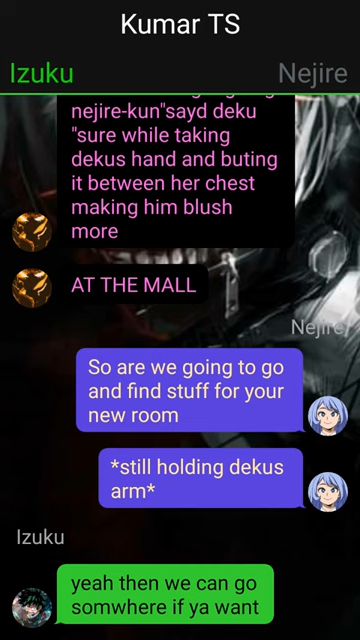 Kumar TS
Izuku Nejire
nejire-kun"sayd deku
"sure while taking
dekus hand and buting
it between her chest
making him blush
more
AT THE MALL
Nejire
So are we going to go
and find stuff for your
new room
*still holding dekus
arm*
Izuku
yeah then we can go
somwhere if ya want